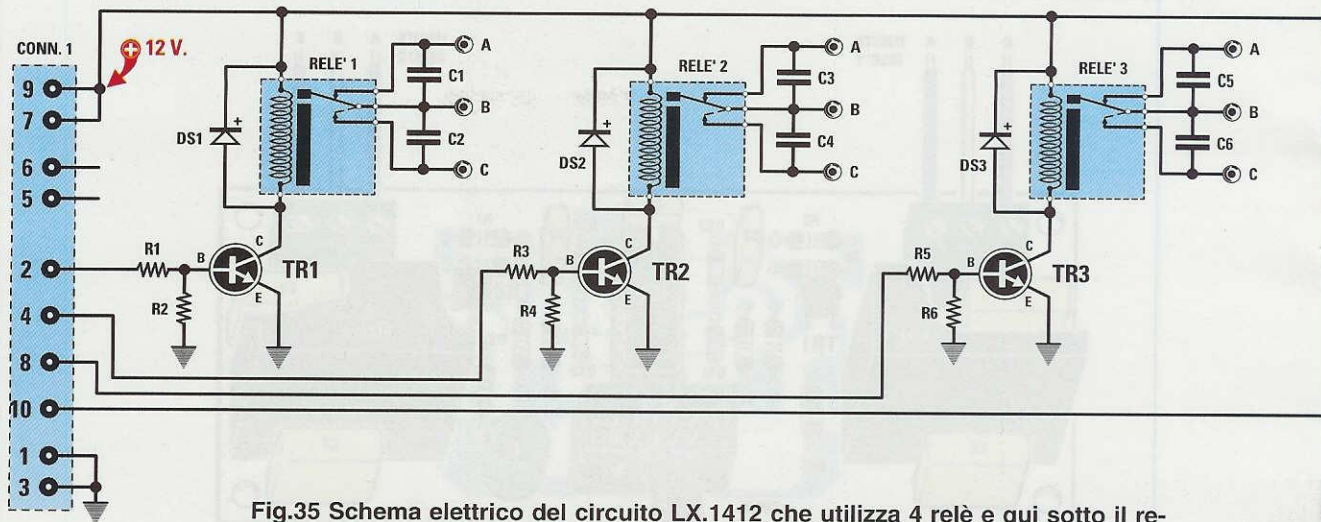 CONN. 1
+ 12 V.
9
7
6
5
2
4
8
10
1
3
DS1
+
RELE' 1
C1
C2
A
B
C
R1
R2
B
C
E
TR1
DS2
+
RELE' 2
C3
C4
A
B
C
R3
R4
B
C
E
TR2
DS3
+
RELE' 3
C5
C6
A
B
C
R5
R6
B
C
E
TR3
Fig.35 Schema elettrico del circuito LX.1412 che utilizza 4 relè e qui sotto il re-